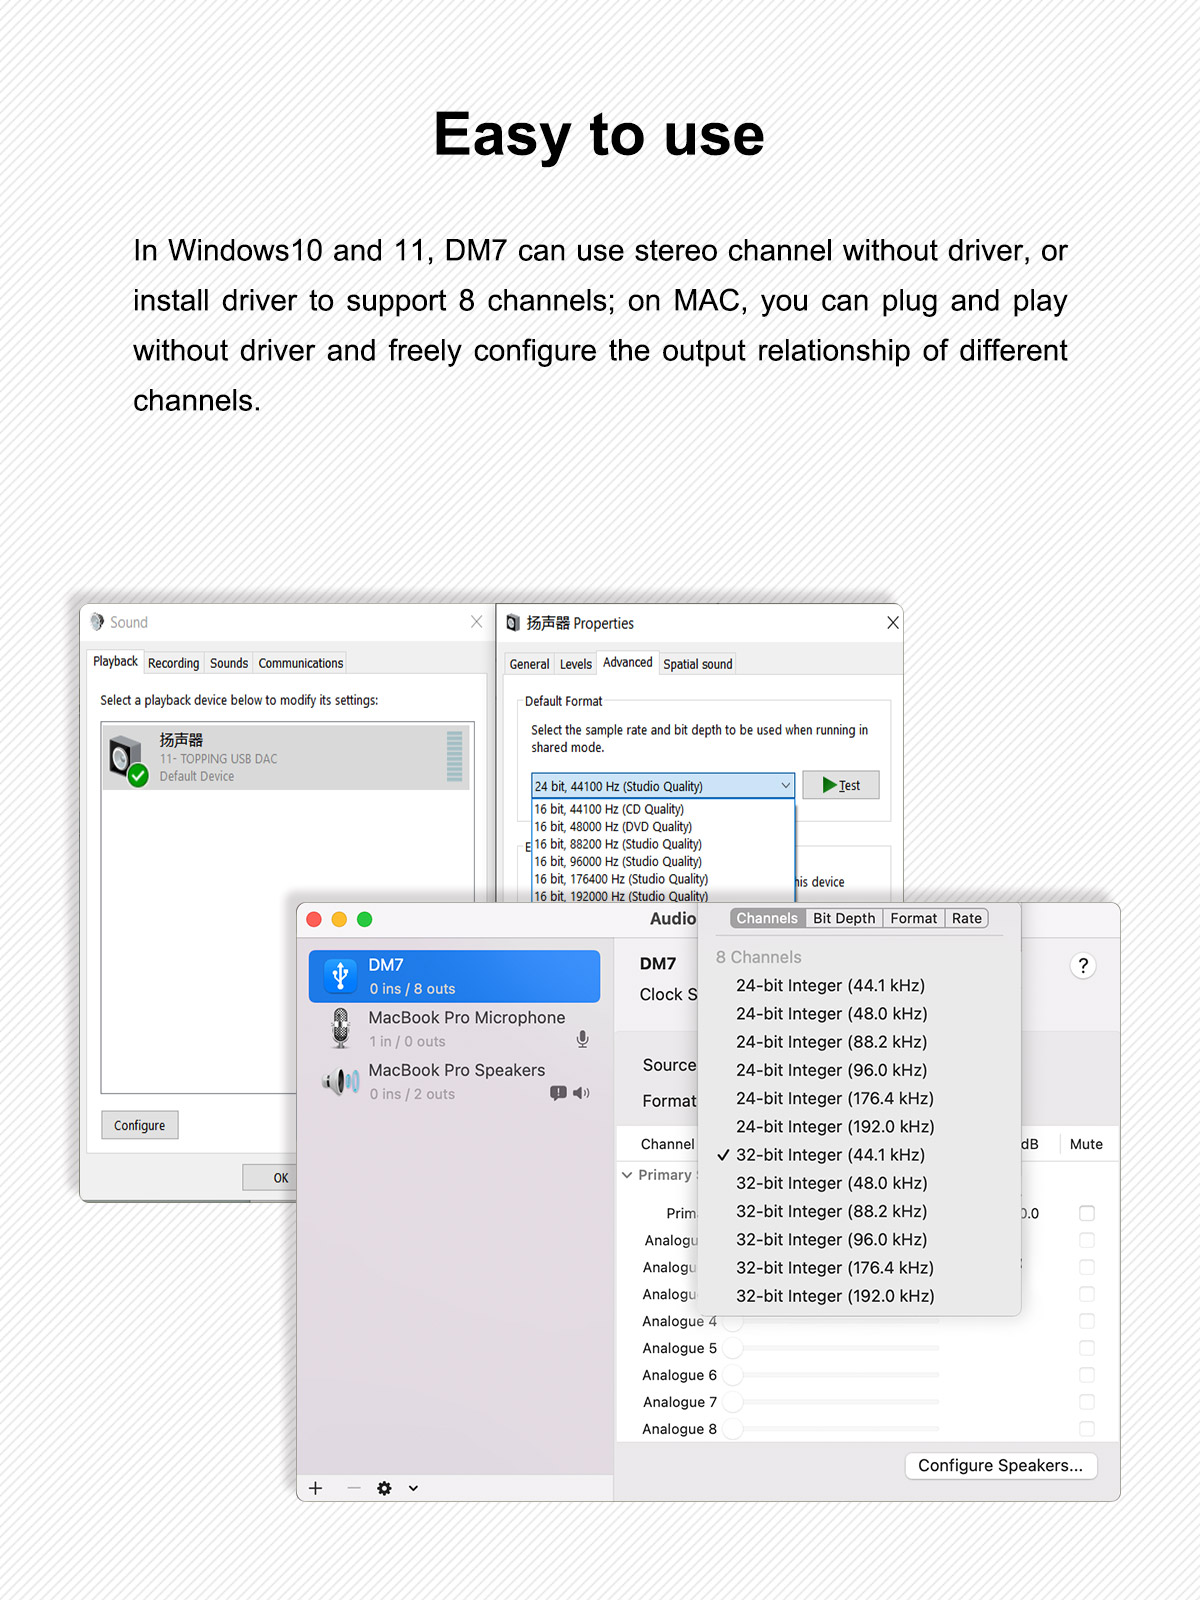 Easy to use
In Windows10 and 11, DM7 can use stereo channel without driver, or
install driver to support 8 channels; on MAC, you can plug and play
without driver and freely configure the output relationship of different
channels.
Sound
Playback Recording Sounds Communications
Select a playback device below to modify its settings:
扬声器
11- TOPPING USB DAC
Default Device
Configure
OK
扬声器 Properties
General Levels Advanced Spatial sound
Default Format
Select the sample rate and bit depth to be used when running in
shared mode.
24 bit, 44100 Hz (Studio Quality)
Test
16 bit, 44100 Hz (CD Quality)
16 bit, 48000 Hz (DVD Quality)
16 bit, 88200 Hz (Studio Quality)
16 bit, 96000 Hz (Studio Quality)
16 bit, 176400 Hz (Studio Quality)
16 bit, 192000 Hz (Studio Quality)
his device
Audio
DM7
0 ins / 8 outs
MacBook Pro Microphone
1 in / 0 outs
MacBook Pro Speakers
0 ins / 2 outs
DM7
Clock S
?
Source
Format
Channel
dB
Mute
Primary
Prim
0.0
Analogu
Analogu
Analogu
Analogue 4
Analogue 5
Analogue 6
Analogue 7
Analogue 8
Channels Bit Depth Format Rate
8 Channels
24-bit Integer (44.1 kHz)
24-bit Integer (48.0 kHz)
24-bit Integer (88.2 kHz)
24-bit Integer (96.0 kHz)
24-bit Integer (176.4 kHz)
24-bit Integer (192.0 kHz)
✓ 32-bit Integer (44.1 kHz)
32-bit Integer (48.0 kHz)
32-bit Integer (88.2 kHz)
32-bit Integer (96.0 kHz)
32-bit Integer (176.4 kHz)
32-bit Integer (192.0 kHz)
Configure Speakers...